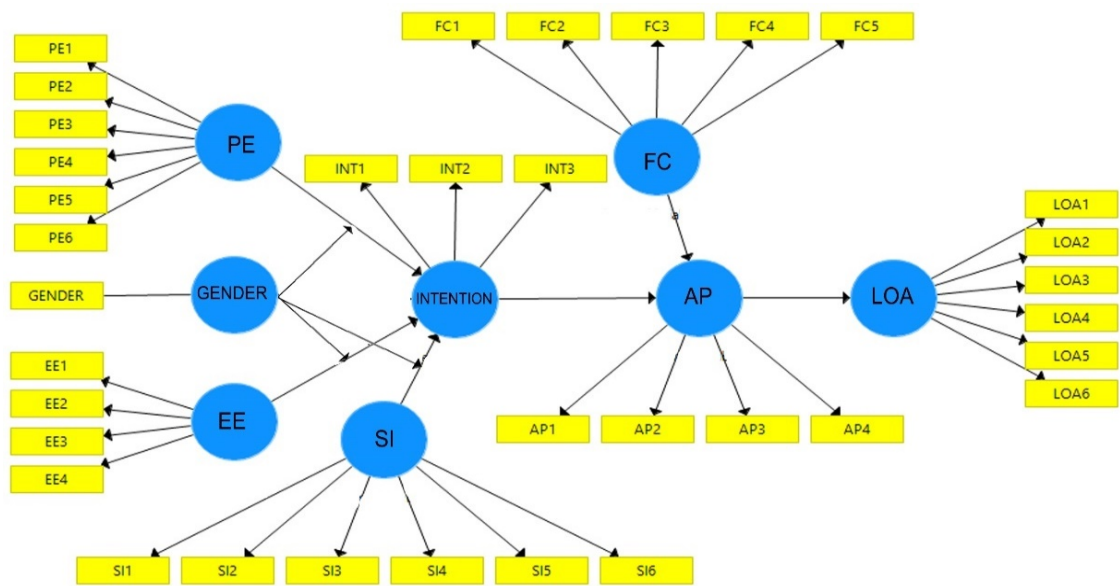 FC1
FC2
FC3
FC4
FC5
PE1
PE2
PE3
PE4
PE5
PE6
PE
INT1
INT2
INT3
FC
a
LOA1
LOA2
LOA3
LOA4
LOA5
LOA6
GENDER
GENDER
INTENTION
AP
LOA
EE1
EE2
EE3
EE4
EE
SI
AP1
AP2
AP3
AP4
SI1
SI2
SI3
SI4
SI5
SI6